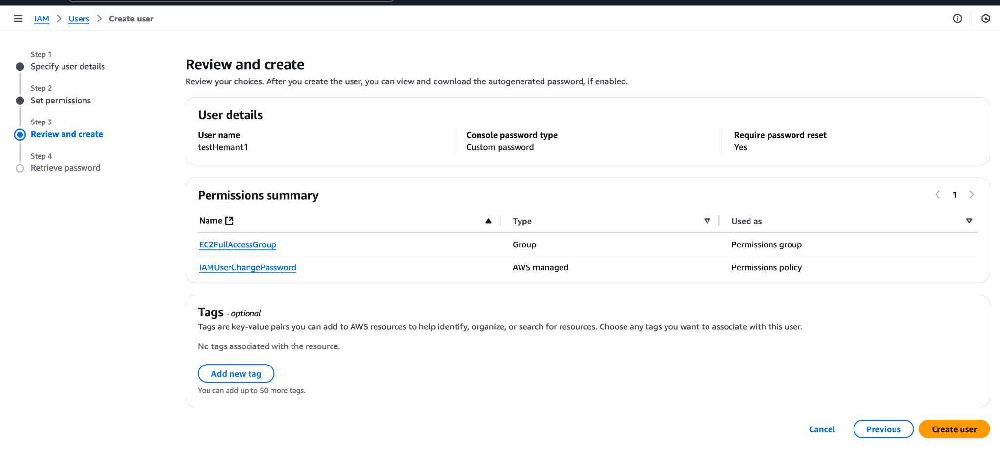 IAM > Users > Create user
Step 1
Specify user details
Step 2
Set permissions
Step 3
Review and create
Step 4
Retrieve password
Review and create
Review your choices. After you create the user, you can view and download the autogenerated password, if enabled.
User details
User name
testHemant1
Console password type
Custom password
Require password reset
Yes
Permissions summary
1
Name Type Used as
EC2FullAccessGroup Group Permissions group
IAMUserChangePassword AWS managed Permissions policy
Tags - optional
Tags are key-value pairs you can add to AWS resources to help identify, organize, or search for resources. Choose any tags you want to associate with this user.
No tags associated with the resource.
Add new tag
You can add up to 50 more tags.
Cancel Previous Create user